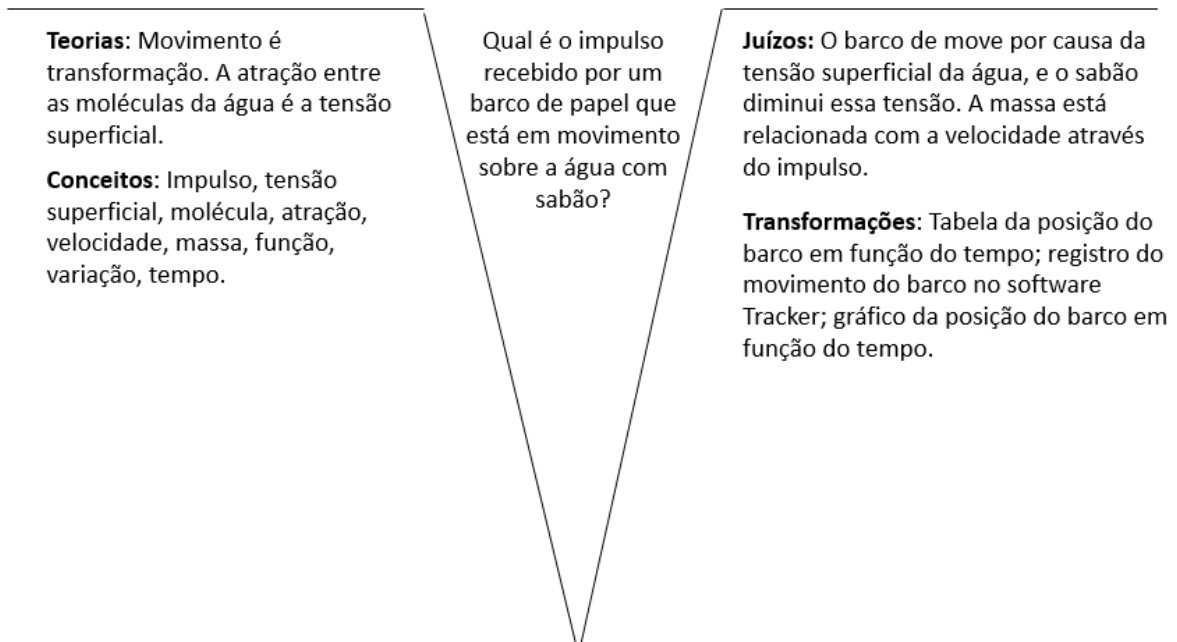 Teorias: Movimento é
transformação. A atração entre
as moléculas da água é a tensão
superficial.
Conceitos: Impulso, tensão
superficial, molécula, atração,
velocidade, massa, função,
variação, tempo.
Qual é o impulso
recebido por um
barco de papel que
está em movimento
sobre a água com
sabão?
Juízos: O barco de move por causa da
tensão superficial da água, e o sabão
diminui essa tensão. A massa está
relacionada com a velocidade através
do impulso.
Transformações: Tabela da posição do
barco em função do tempo; registro do
movimento do barco no software
Tracker; gráfico da posição do barco em
função do tempo.